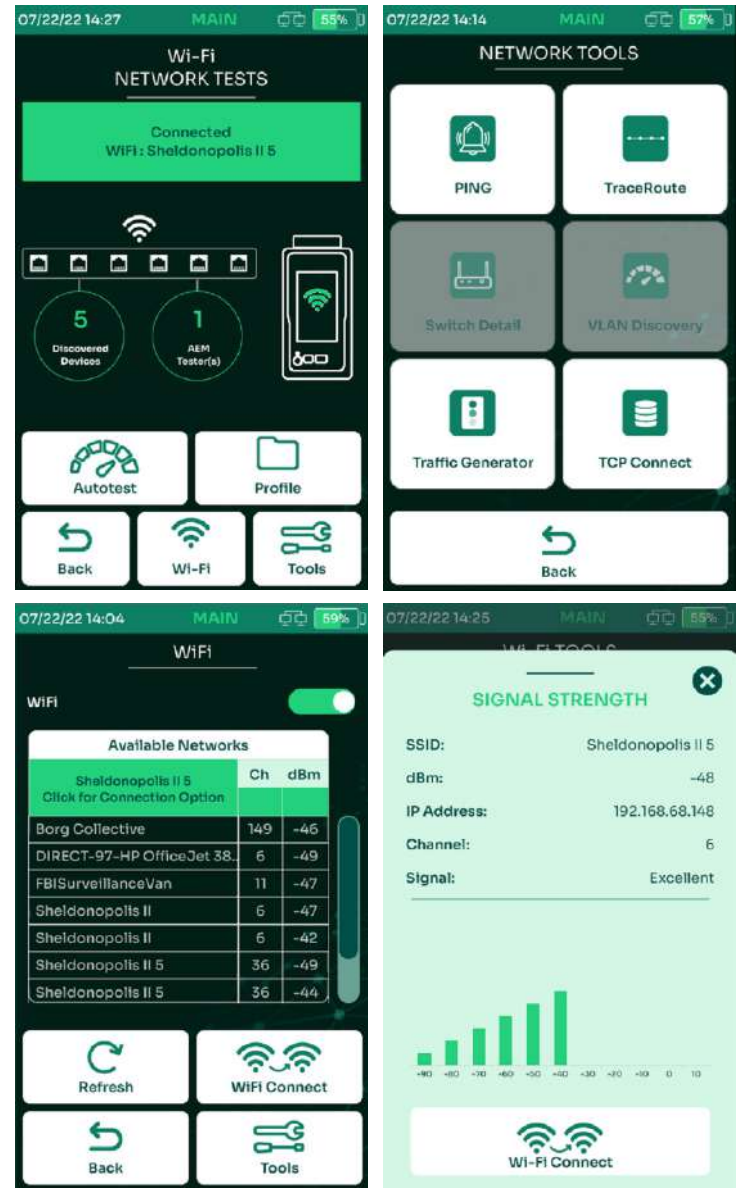 07/22/22 14:27 MAIN 55%
Wi-Fi
NETWORK TESTS
Connected
WiFi : Sheldonopolis II 5
5
Discovered
Devices
1
AEM
Tester(s)
Autotest
Profile
Back
Wi-Fi
Tools
07/22/22 14:14 MAIN 57%
NETWORK TOOLS
PING
TraceRoute
Switch Detail
VLAN Discovery
Traffic Generator
TCP Connect
Back
07/22/22 14:04 MAIN 59%
WiFi
WiFi
Available Networks
Sheldonopolis II 5
Click for Connection Option
Ch dBm
Borg Collective 149 -46
DIRECT-97-HP OfficeJet 38.. 6 -49
FBISurveillanceVan 11 -47
Sheldonopolis II 6 -47
Sheldonopolis II 6 -42
Sheldonopolis II 5 36 -49
Sheldonopolis II 5 36 -44
Refresh
WiFi Connect
Back
Tools
07/22/22 14:25 MAIN 55%
Wi-Fi TOOLS
SIGNAL STRENGTH
SSID: Sheldonopolis II 5
dBm: -48
IP Address: 192.168.68.148
Channel: 6
Signal: Excellent
-90 -80 -70 -60 -50 -40 -30 -20 -10 0 10
Wi-Fi Connect